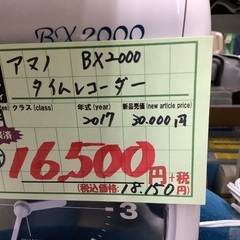 BX2000
アマノ BX2000
タイムレコーダー
クラス(class) 年式(year) 新品売価(new article price)
2017 30.000円
16,500円+税
(税込価格 18,150円)
3